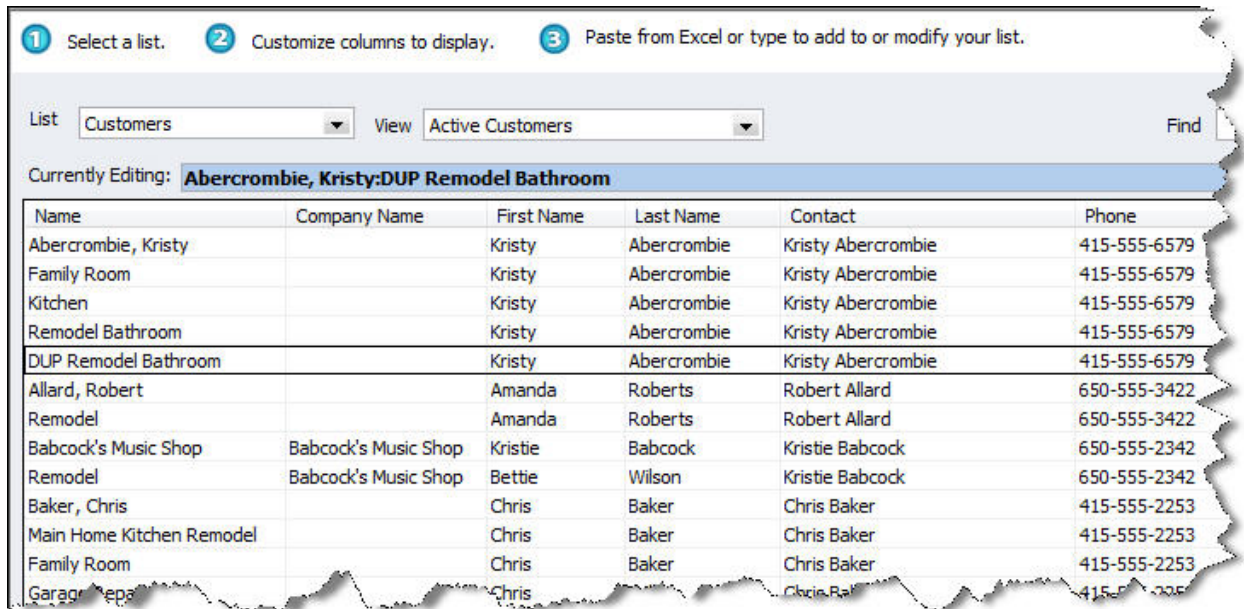 1 Select a list. 2 Customize columns to display. 3 Paste from Excel or type to add to or modify your list.
List Customers View Active Customers Find
Currently Editing: Abercrombie, Kristy:DUP Remodel Bathroom
Name Company Name First Name Last Name Contact Phone
Abercrombie, Kristy Kristy Abercrombie Kristy Abercrombie 415-555-6579
Family Room Kristy Abercrombie Kristy Abercrombie 415-555-6579
Kitchen Kristy Abercrombie Kristy Abercrombie 415-555-6579
Remodel Bathroom Kristy Abercrombie Kristy Abercrombie 415-555-6579
DUP Remodel Bathroom Kristy Abercrombie Kristy Abercrombie 415-555-6579
Allard, Robert Amanda Roberts Robert Allard 650-555-3422
Remodel Amanda Roberts Robert Allard 650-555-3422
Babcock's Music Shop Babcock's Music Shop Kristie Babcock Kristie Babcock 650-555-2342
Remodel Babcock's Music Shop Bettie Wilson Kristie Babcock 650-555-2342
Baker, Chris Chris Baker Chris Baker 415-555-2253
Main Home Kitchen Remodel Chris Baker Chris Baker 415-555-2253
Family Room Chris Baker Chris Baker 415-555-2253
Garage Chris Chris